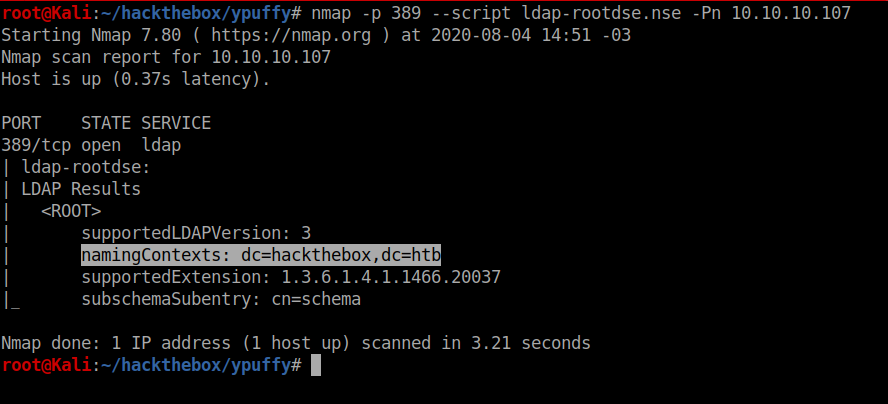 root@Kali:~/hackthebox/ypuffy# nmap -p 389 --script ldap-rootdse.nse -Pn 10.10.10.107
Starting Nmap 7.80 ( https://nmap.org ) at 2020-08-04 14:51 -03
Nmap scan report for 10.10.10.107
Host is up (0.37s latency).

PORT    STATE SERVICE
389/tcp open  ldap
| ldap-rootdse:
| LDAP Results
|   <ROOT>
|       supportedLDAPVersion: 3
|       namingContexts: dc=hackthebox,dc=htb
|       supportedExtension: 1.3.6.1.4.1.1466.20037
|_      subschemaSubentry: cn=schema

Nmap done: 1 IP address (1 host up) scanned in 3.21 seconds
root@Kali:~/hackthebox/ypuffy#